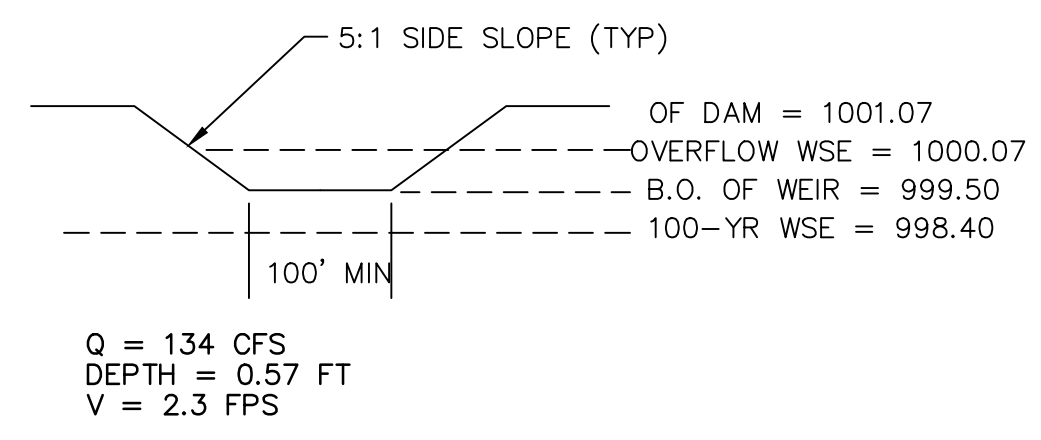 5:1 SIDE SLOPE (TYP)
OF DAM = 1001.07
OVERFLOW WSE = 1000.07
B.O. OF WEIR = 999.50
100-YR WSE = 998.40
100' MIN
Q = 134 CFS
DEPTH = 0.57 FT
V = 2.3 FPS